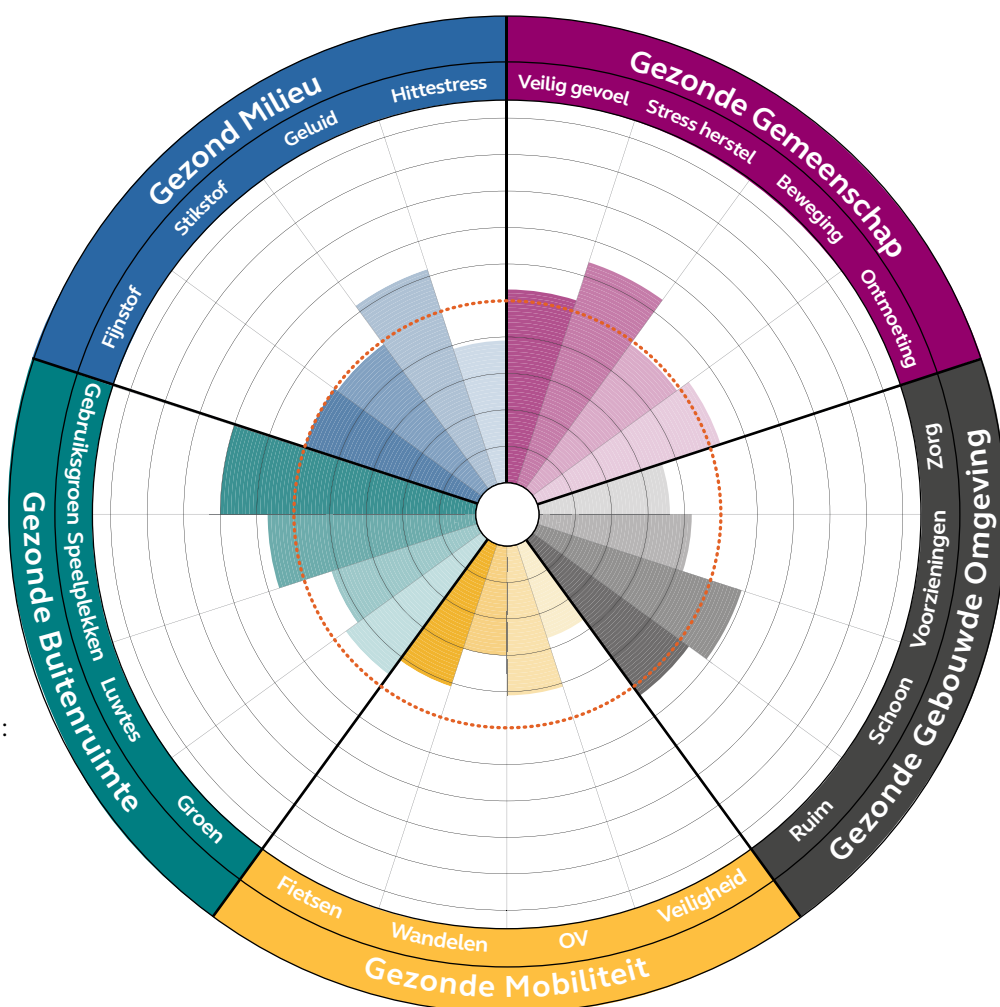 Gezonde Gemeenschap
Veilig gevoel
Stress herstel
Beweging
Ontmoeting
Gezonde Gebouwde Omgeving
Zorg
Voorzieningen
Schoon
Ruim
Gezonde Mobiliteit
Veiligheid
OV
Wandelen
Fietsen
Gezonde Buitenruimte
Groen
Luwtes
Speelplekken
Gebruiksgroen
Gezond Milieu
Fijnstof
Stikstof
Geluid
Hittestress
: